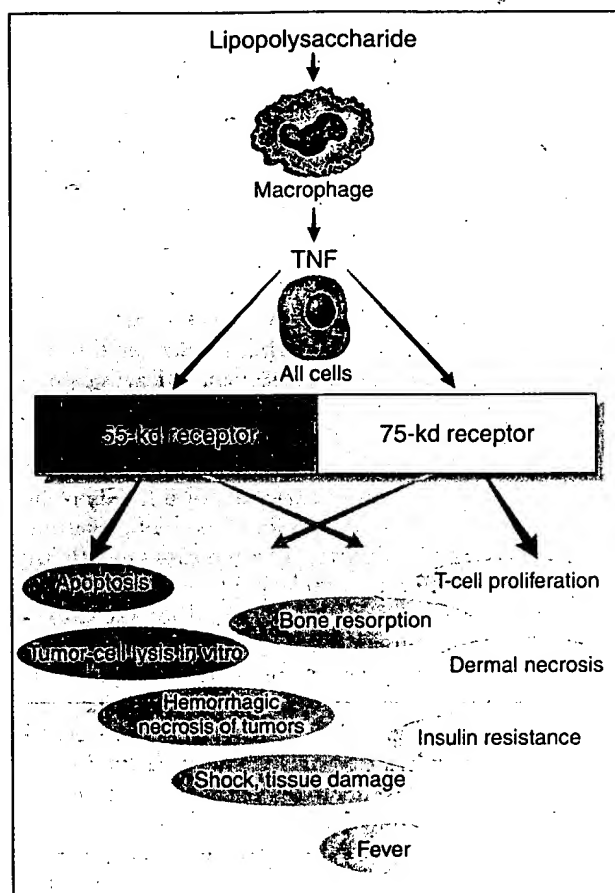 Lipopolysaccharide
Macrophage
TNF
All cells
55-kd receptor
75-kd receptor
Apoptosis
T-cell proliferation
Bone resorption
Tumor-cell lysis in vitro
Dermal necrosis
Hemorrhagic
necrosis of tumors
Insulin resistance
Shock, tissue damage
Fever